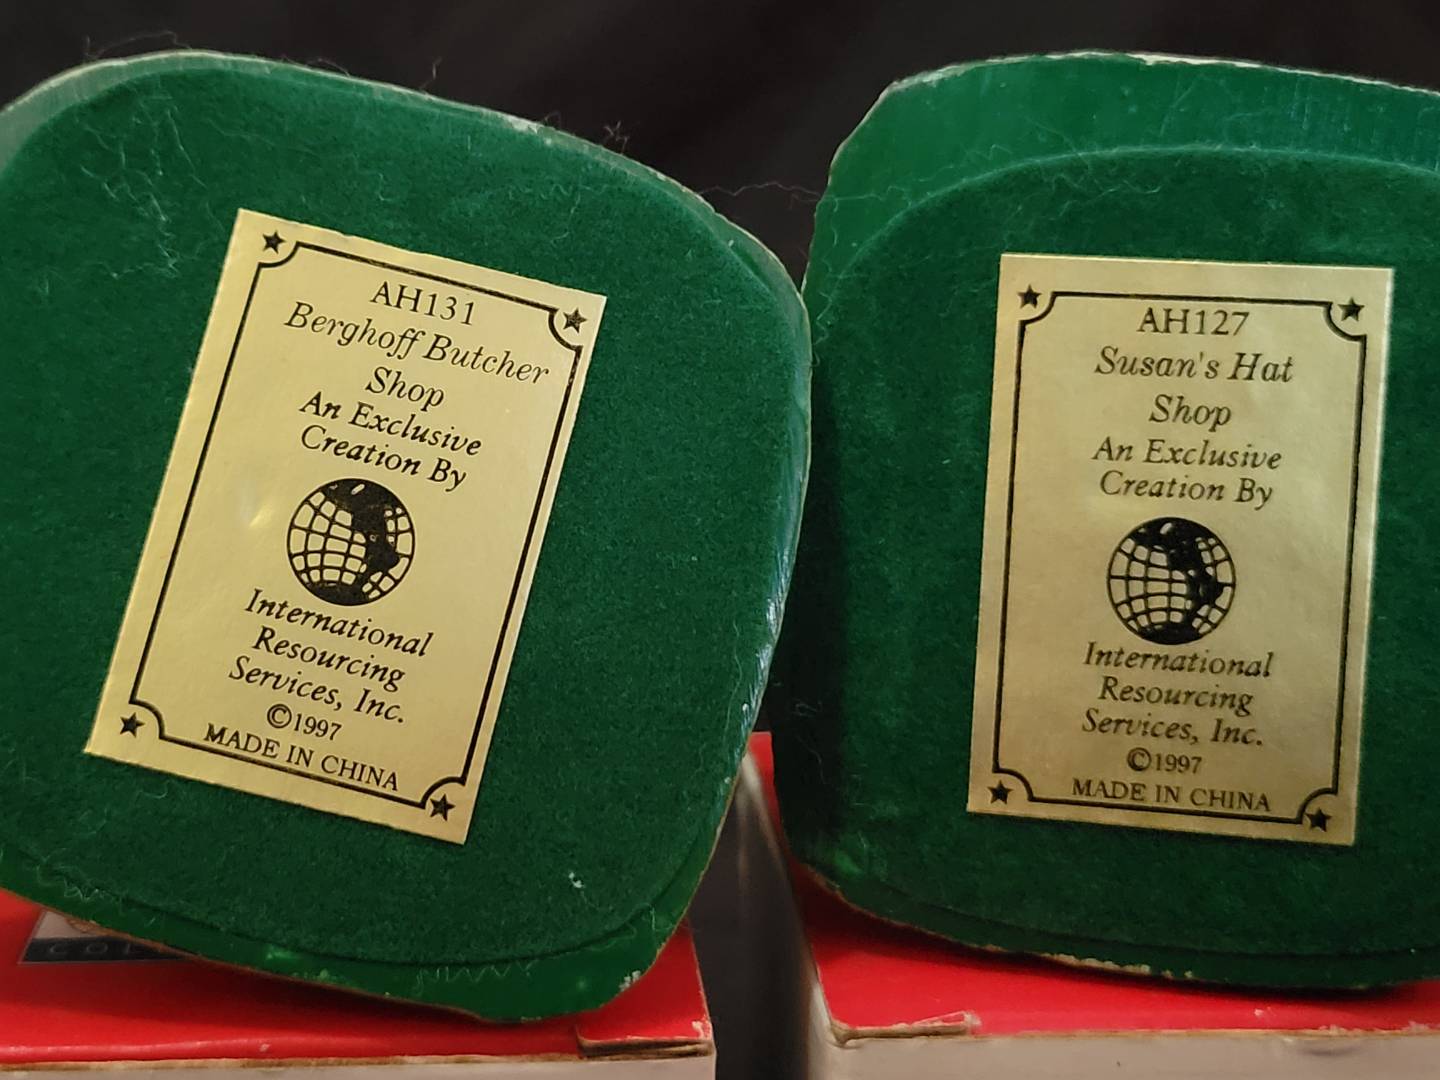 AH131
Berghoff Butcher
Shop
An Exclusive
Creation By
International
Resourcing
Services, Inc.
©1997
MADE IN CHINA
AH127
Susan's Hat
Shop
An Exclusive
Creation By
International
Resourcing
Services, Inc.
©1997
MADE IN CHINA